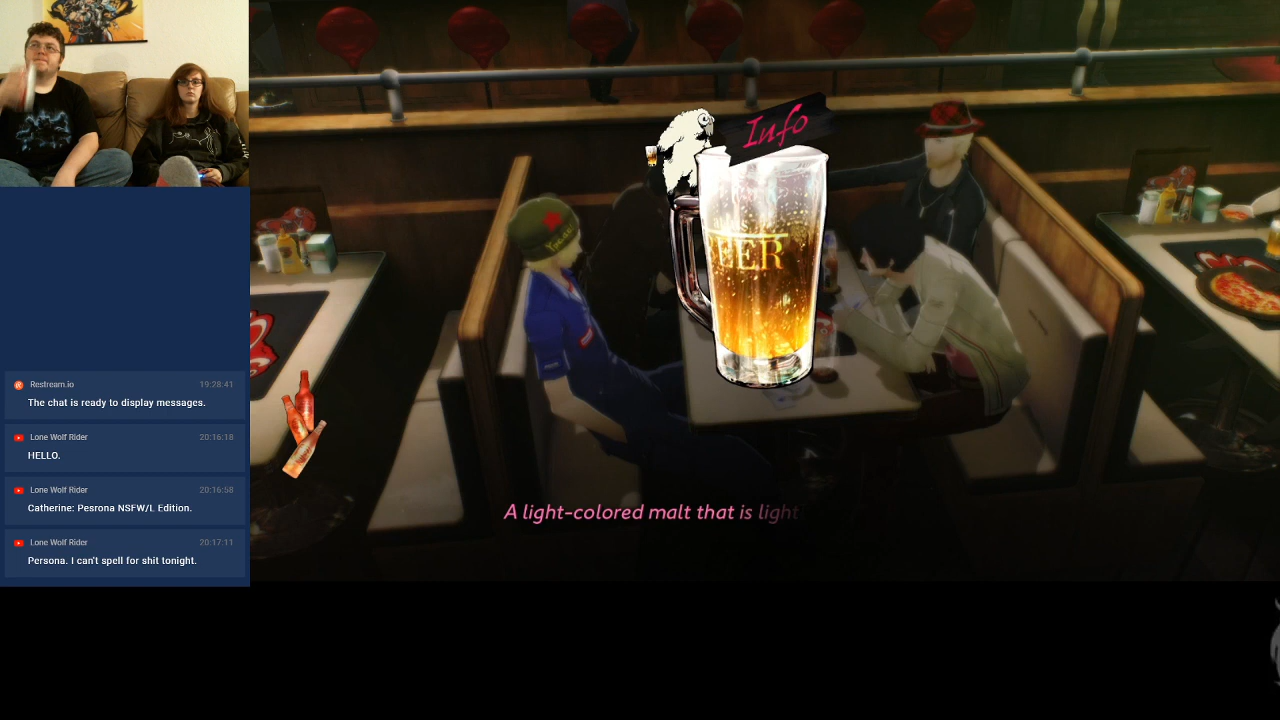 Info
BEER
Restream.io 19:28:41
The chat is ready to display messages.
Lone Wolf Rider 20:16:18
HELLO.
Lone Wolf Rider 20:16:58
Catherine: Pesrona NSFW/L Edition.
Lone Wolf Rider 20:17:11
Persona. I can't spell for shit tonight.
A light-colored malt that is light